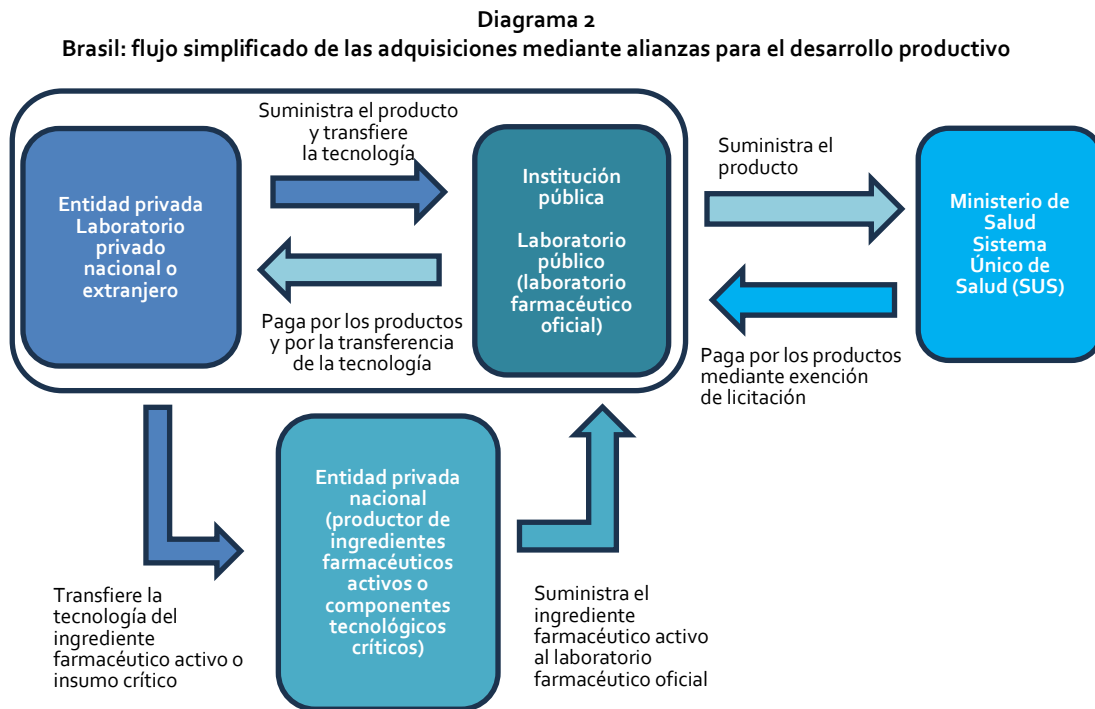 Diagrama 2
Brasil: flujo simplificado de las adquisiciones mediante alianzas para el desarrollo productivo
Entidad privada
Laboratorio
privado
nacional o
extranjero
Suministra el producto
y transfiere
la tecnología
Paga por los productos
y por la transferencia
de la tecnología
Institución
pública
Laboratorio
público
(laboratorio
farmacéutico
oficial)
Suministra el
producto
Paga por los productos
mediante exención
de licitación
Ministerio de
Salud
Sistema
Único de
Salud (SUS)
Transfiere la
tecnología del
ingrediente
farmacéutico activo o
insumo crítico
Entidad privada
nacional
(productor de
ingredientes
farmacéuticos
activos o
componentes
tecnológicos
críticos)
Suministra el
ingrediente
farmacéutico activo
al laboratorio
farmacéutico oficial